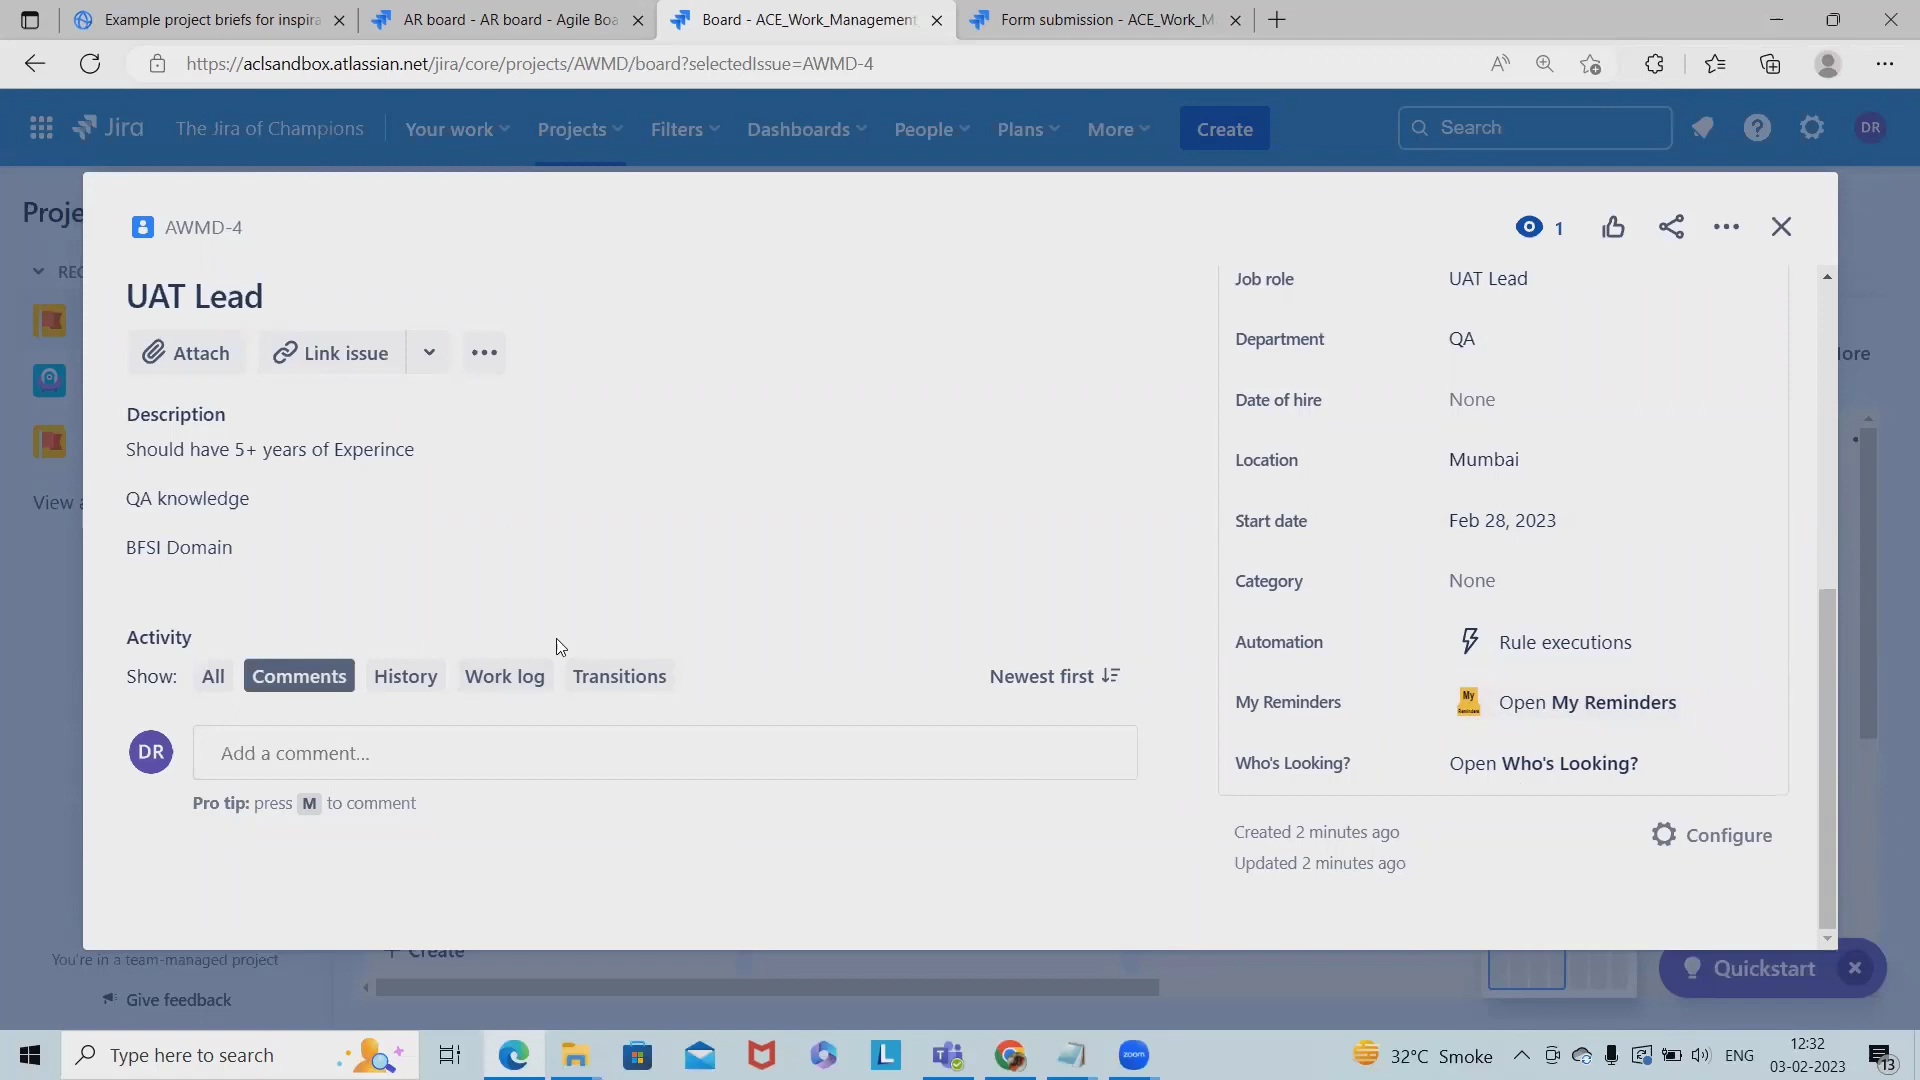 Example project briefs for inspira
AR board - AR board - Agile Boa
Board - ACE_Work_Management
Form submission - ACE_Work_M
https://aclsandbox.atlassian.net/jira/core/projects/AWMD/board?selectedIssue=AWMD-4
Jira
The Jira of Champions
Your work
Projects
Filters
Dashboards
People
Plans
More
Create
Search
DR
Proje
REC
View a
ore
AWMD-4
1
UAT Lead
Attach
Link issue
Description
Should have 5+ years of Experince
QA knowledge
BFSI Domain
Activity
Show: All Comments History Work log Transitions
Newest first
DR
Add a comment...
Pro tip: press M to comment
Job role UAT Lead
Department QA
Date of hire None
Location Mumbai
Start date Feb 28, 2023
Category None
Automation Rule executions
My Reminders Open My Reminders
Who's Looking? Open Who's Looking?
Created 2 minutes ago
Configure
Updated 2 minutes ago
You're in a team-managed project
+ Create
Give feedback
Quickstart
Type here to search
L
zoom
32°C Smoke
ENG
12:32
03-02-2023
13